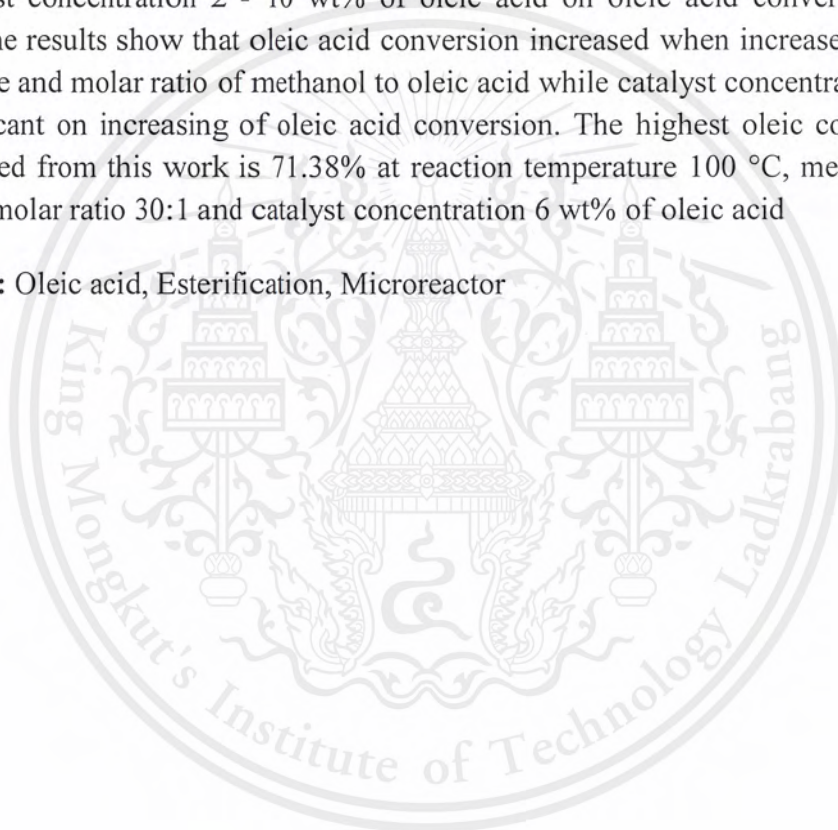 st concentration 2 - 10 wt% of oleic acid on oleic acid conver
ne results show that oleic acid conversion increased when increase
e and molar ratio of methanol to oleic acid while catalyst concentra
cant on increasing of oleic acid conversion. The highest oleic co
ed from this work is 71.38% at reaction temperature 100 °C, me
molar ratio 30:1 and catalyst concentration 6 wt% of oleic acid
: Oleic acid, Esterification, Microreactor
King Mongkut's Institute of Technology Ladkrabang